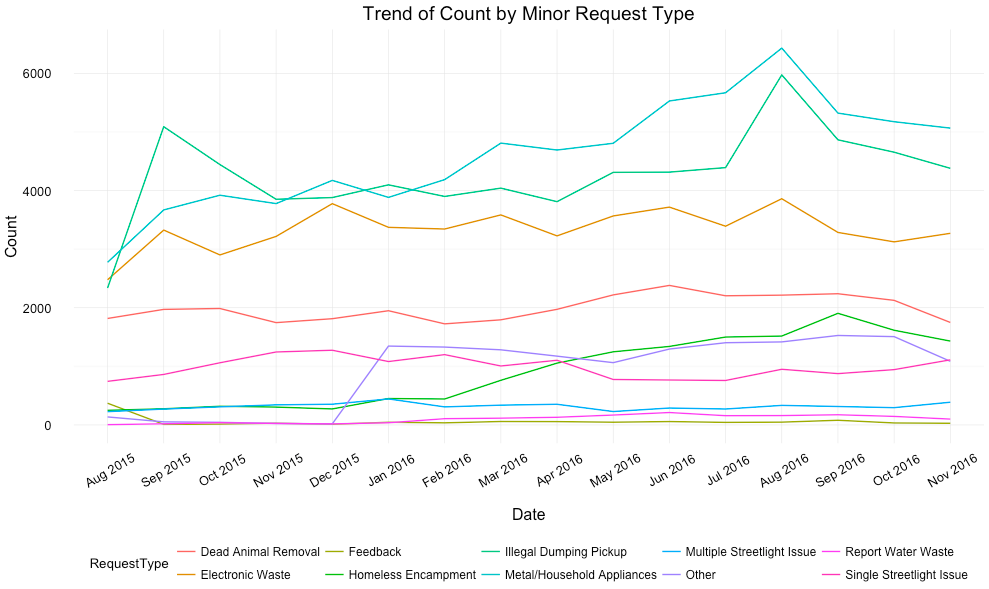 Trend of Count by Minor Request Type
6000
4000
2000
0
Count
Aug 2015 Sep 2015 Oct 2015 Nov 2015 Dec 2015 Jan 2016 Feb 2016 Mar 2016 Apr 2016 May 2016 Jun 2016 Jul 2016 Aug 2016 Sep 2016 Oct 2016 Nov 2016
Date
RequestType
Dead Animal Removal Feedback Illegal Dumping Pickup Multiple Streetlight Issue Report Water Waste
Electronic Waste Homeless Encampment Metal/Household Appliances Other Single Streetlight Issue